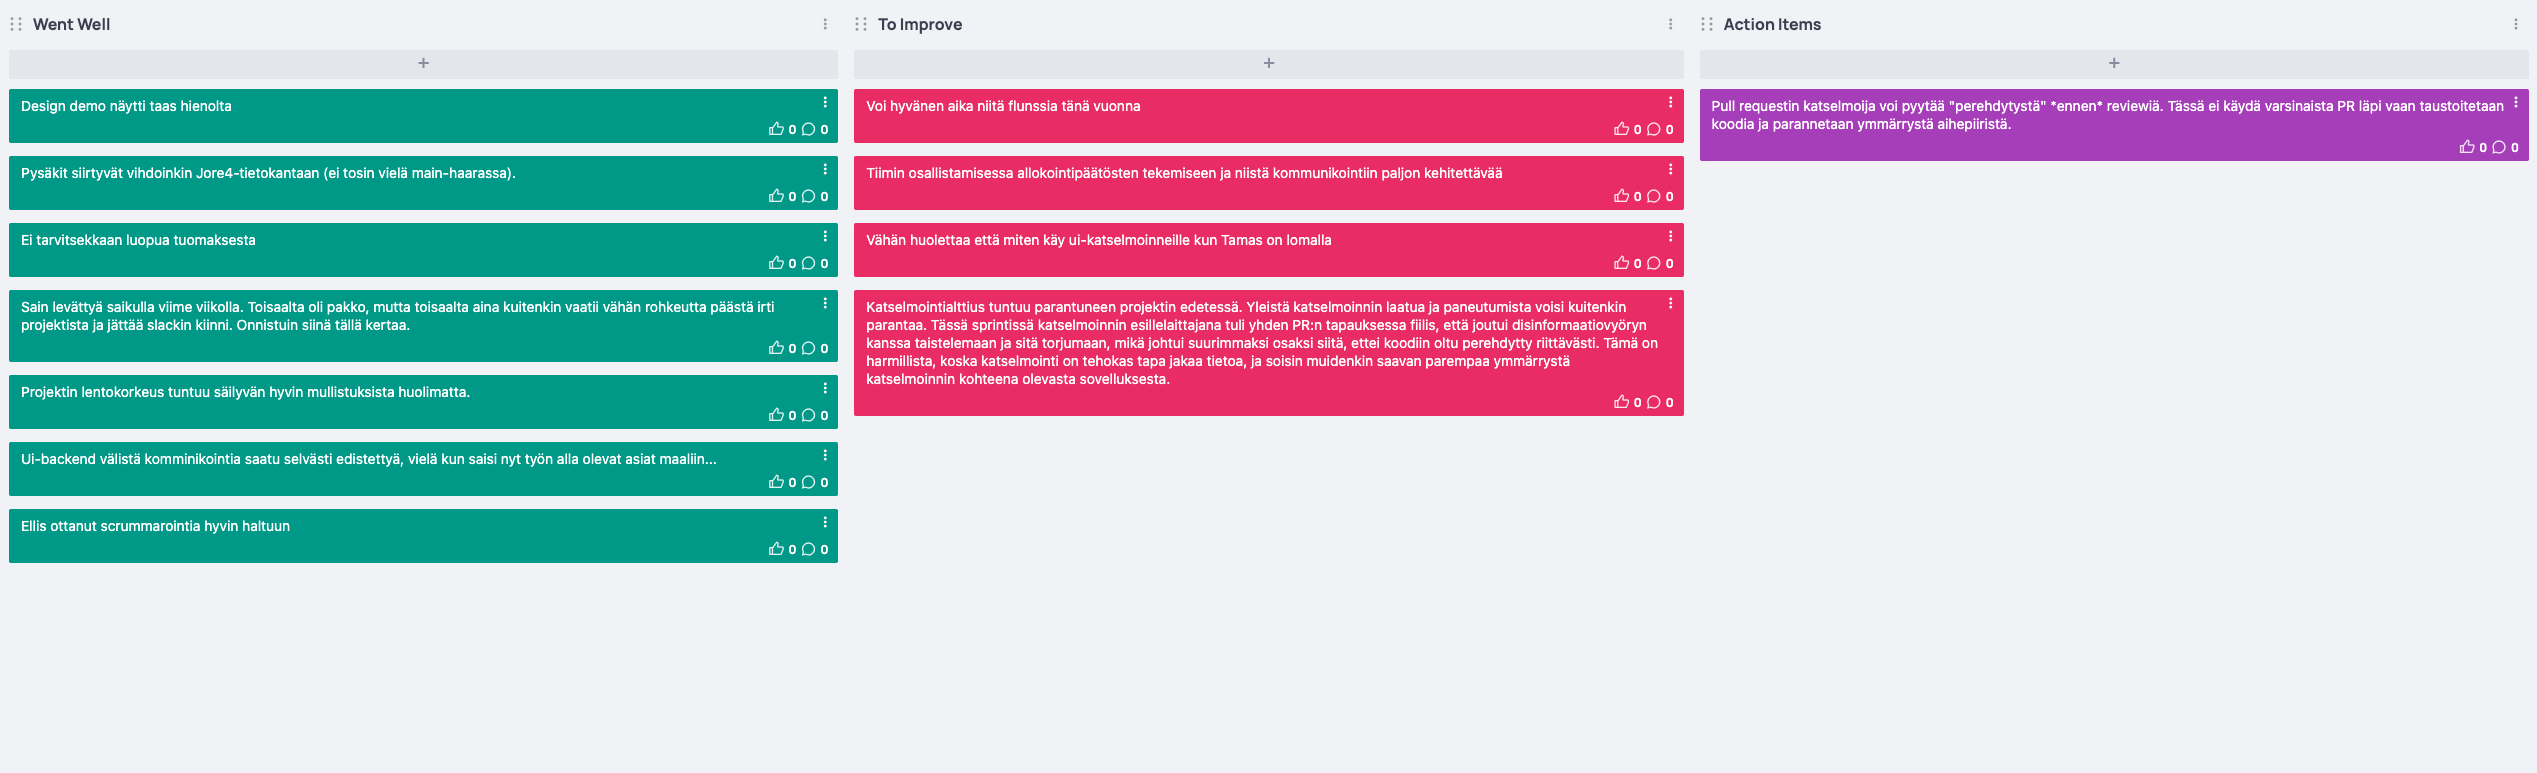 Went Well
+
Design demo näytti taas hienolta
0 0
Pysäkit siirtyvät vihdoinkin Jore4-tietokantaan (ei tosin vielä main-haarassa).
0 0
Ei tarvitsekkaan luopua tuomaksesta
0 0
Sain levättyä saikulla viime viikolla. Toisaalta oli pakko, mutta toisaalta aina kuitenkin vaatii vähän rohkeutta päästä irti
projektista ja jättää slackin kiinni. Onnistuin siinä tällä kertaa.
0 0
Projektin lentokorkeus tuntuu säilyvän hyvin mullistuksista huolimatta.
0 0
Ui-backend välistä komminikointia saatu selvästi edistettyä, vielä kun saisi nyt työn alla olevat asiat maaliin...
0 0
Ellis ottanut scrummarointia hyvin haltuun
0 0
To Improve
+
Voi hyvänen aika niitä flunssia tänä vuonna
0 0
Tiimin osallistamisessa allokointipäätösten tekemiseen ja niistä kommunikointiin paljon kehitettävää
0 0
Vähän huolettaa että miten käy ui-katselmoinneille kun Tamas on lomalla
0 0
Katselmointialttius tuntuu parantuneen projektin edetessä. Yleistä katselmoinnin laatua ja paneutumista voisi kuitenkin
parantaa. Tässä sprintissä katselmoinnin esillelaittajana tuli yhden PR:n tapauksessa fiilis, että joutui disinformaatiovyöryn
kanssa taistelemaan ja sitä torjumaan, mikä johtui suurimmaksi osaksi siitä, ettei koodiin oltu perehdytty riittävästi. Tämä on
harmillista, koska katselmointi on tehokas tapa jakaa tietoa, ja soisin muidenkin saavan parempaa ymmärrystä
katselmoinnin kohteena olevasta sovelluksesta.
0 0
Action Items
+
Pull requestin katselmoija voi pyytää "perehdytystä" *ennen* reviewiä. Tässä ei käydä varsinaista PR läpi vaan taustoitetaan
koodia ja parannetaan ymmärrystä aihepiiristä.
0 0